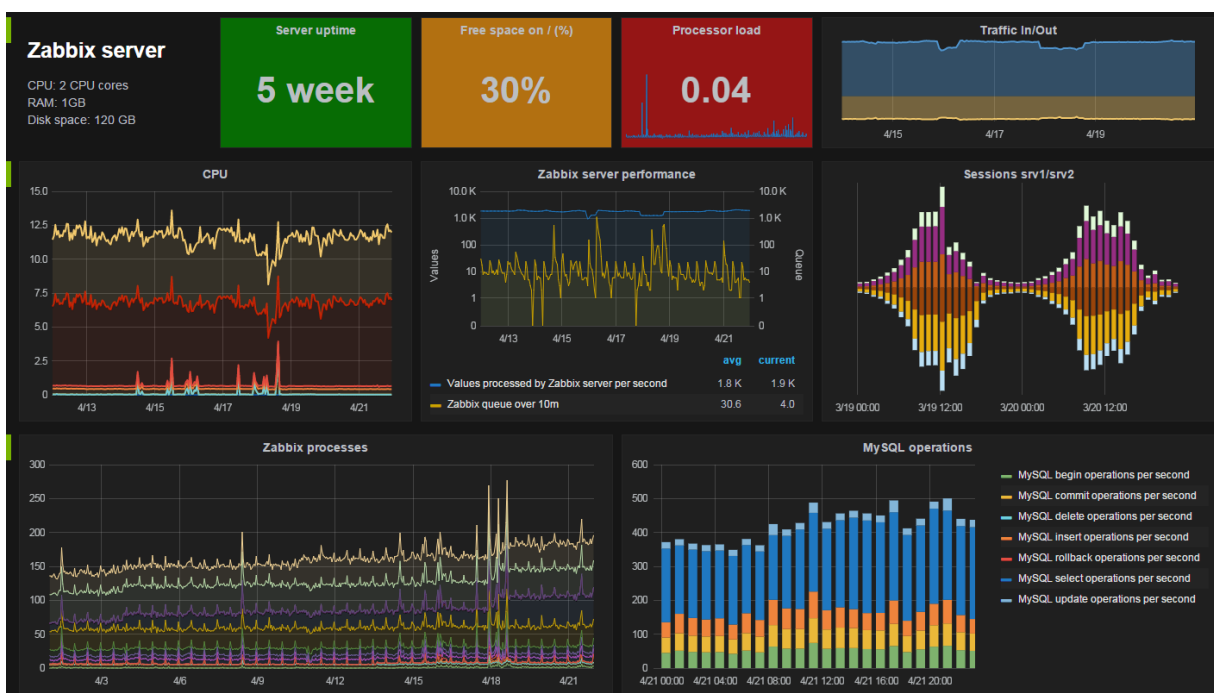 Zabbix server
CPU: 2 CPU cores
RAM: 1GB
Disk space: 120 GB
Server uptime
5 week
Free space on / (%)
30%
Processor load
0.04
Traffic In/Out
4/15 4/17 4/19
CPU
15.0
12.5
10.0
7.5
5.0
2.5
0
4/13 4/15 4/17 4/19 4/21
Zabbix server performance
10.0 K 10.0 K
1.0 K 1.0 K
100 100
10 10
1 1
0 0
Values
Queue
4/13 4/15 4/17 4/19 4/21
avg current
Values processed by Zabbix server per second 1.8 K 1.9 K
Zabbix queue over 10m 30.6 4.0
Sessions srv1/srv2
3/19 00:00 3/19 12:00 3/20 00:00 3/20 12:00
Zabbix processes
300
250
200
150
100
50
0
4/3 4/6 4/9 4/12 4/15 4/18 4/21
MySQL operations
600
500
400
300
200
100
0
4/21 00:00 4/21 04:00 4/21 08:00 4/21 12:00 4/21 16:00 4/21 20:00
MySQL begin operations per second
MySQL commit operations per second
MySQL delete operations per second
MySQL insert operations per second
MySQL rollback operations per second
MySQL select operations per second
MySQL update operations per second